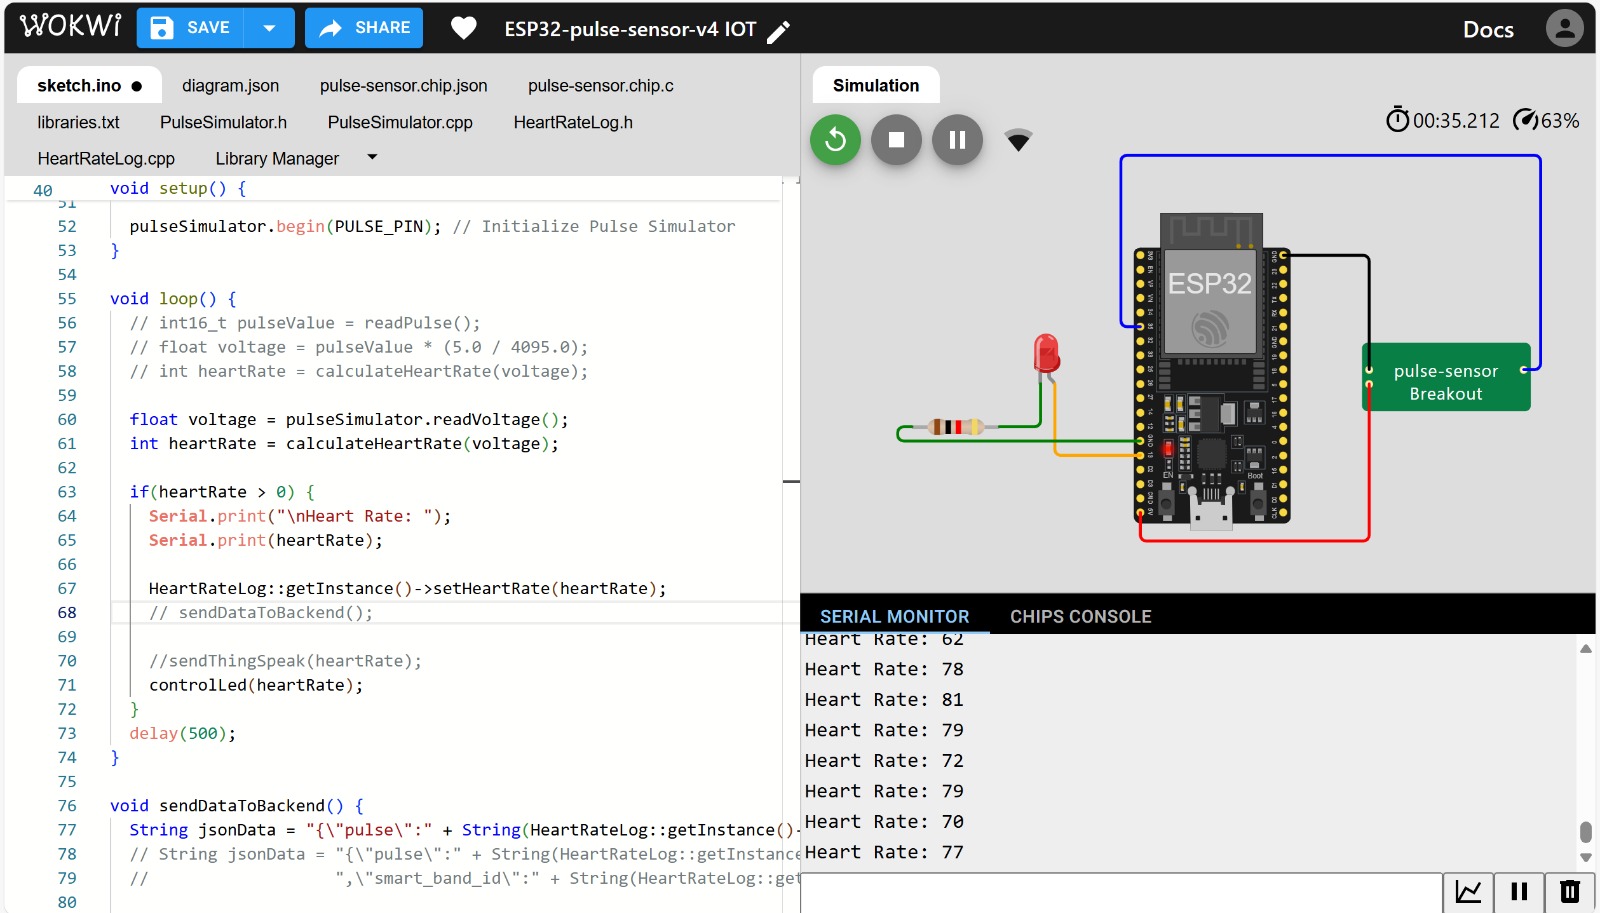 WOKWi SAVE SHARE ESP32-pulse-sensor-v4 IOT Docs
sketch.ino diagram.json pulse-sensor.chip.json pulse-sensor.chip.c
libraries.txt PulseSimulator.h PulseSimulator.cpp HeartRateLog.h
HeartRateLog.cpp Library Manager
40 void setup() {
51
52 pulseSimulator.begin(PULSE_PIN); // Initialize Pulse Simulator
53 }
54
55 void loop() {
56 // int16_t pulseValue = readPulse();
57 // float voltage = pulseValue * (5.0 / 4095.0);
58 // int heartRate = calculateHeartRate(voltage);
59
60 float voltage = pulseSimulator.readVoltage();
61 int heartRate = calculateHeartRate(voltage);
62
63 if(heartRate > 0) {
64 Serial.print("\nHeart Rate: ");
65 Serial.print(heartRate);
66
67 HeartRateLog::getInstance()->setHeartRate(heartRate);
68 // sendDataToBackend();
69
70 //sendThingSpeak(heartRate);
71 controlLed(heartRate);
72 }
73 delay(500);
74 }
75
76 void sendDataToBackend() {
77 String jsonData = "{\"pulse\":" + String(HeartRateLog::getInstance()-
78 // String jsonData = "{\"pulse\":" + String(HeartRateLog::getInstance
79 // ",\"smart_band_id\":" + String(HeartRateLog::get
80
Simulation
00:35.212 63%
ESP32
EN Boot
pulse-sensor
Breakout
SERIAL MONITOR CHIPS CONSOLE
Heart Rate: 62
Heart Rate: 78
Heart Rate: 81
Heart Rate: 79
Heart Rate: 72
Heart Rate: 79
Heart Rate: 70
Heart Rate: 77